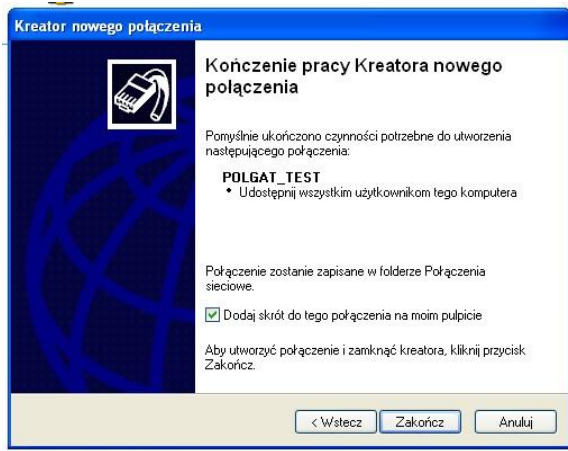 Kreator nowego połączenia
Kończenie pracy Kreatora nowego
połączenia
Pomyślnie ukończono czynności potrzebne do utworzenia
następującego połączenia:
POLGAT_TEST
• Udostępnij wszystkim użytkownikom tego komputera
Połączenie zostanie zapisane w folderze Połączenia
sieciowe.
Dodaj skrót do tego połączenia na moim pulpicie
Aby utworzyć połączenie i zamknąć kreatora, kliknij przycisk
Zakończ.
< Wstecz Zakończ Anuluj